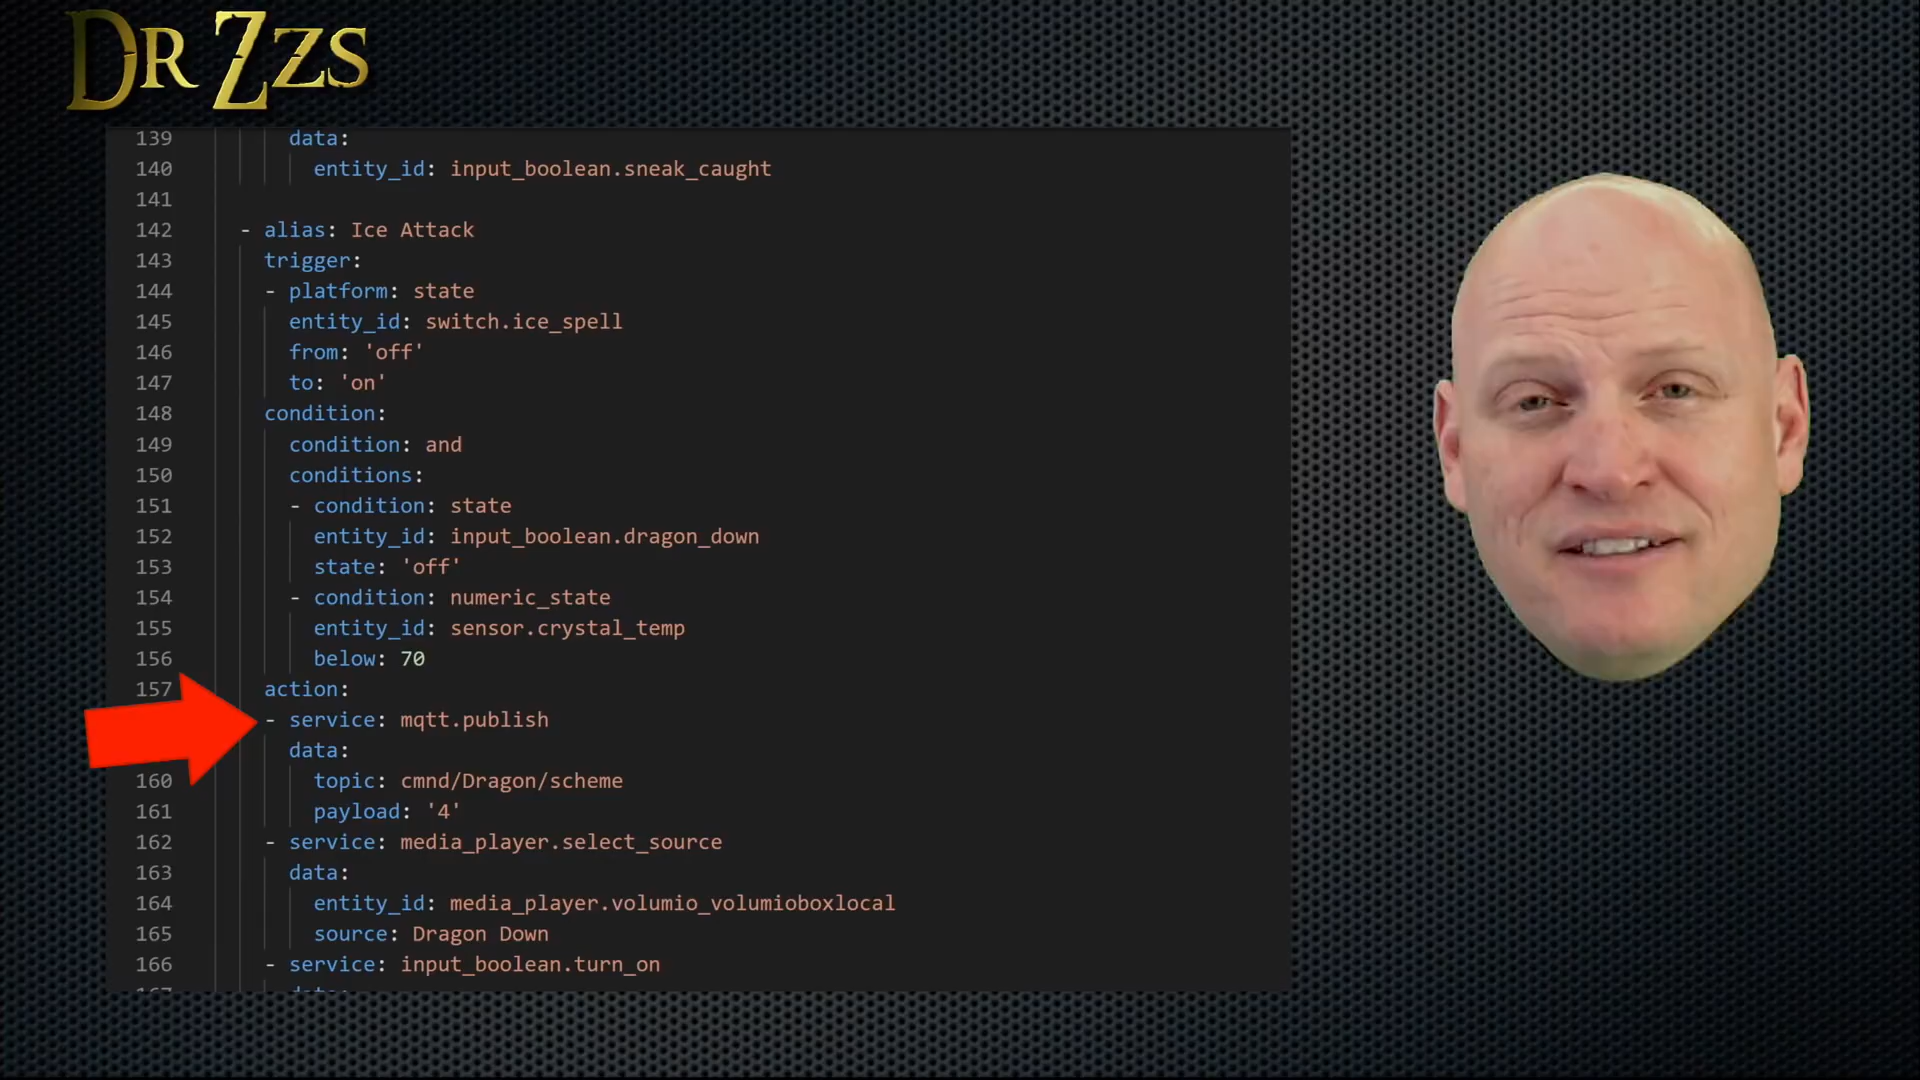 Dr Zzs
139 data:
140 entity_id: input_boolean.sneak_caught
141
142 - alias: Ice Attack
143 trigger:
144 - platform: state
145 entity_id: switch.ice_spell
146 from: 'off'
147 to: 'on'
148 condition:
149 condition: and
150 conditions:
151 - condition: state
152 entity_id: input_boolean.dragon_down
153 state: 'off'
154 - condition: numeric_state
155 entity_id: sensor.crystal_temp
156 below: 70
157 action:
- service: mqtt.publish
data:
160 topic: cmnd/Dragon/scheme
161 payload: '4'
162 - service: media_player.select_source
163 data:
164 entity_id: media_player.volumio_volumioboxlocal
165 source: Dragon Down
166 - service: input_boolean.turn_on